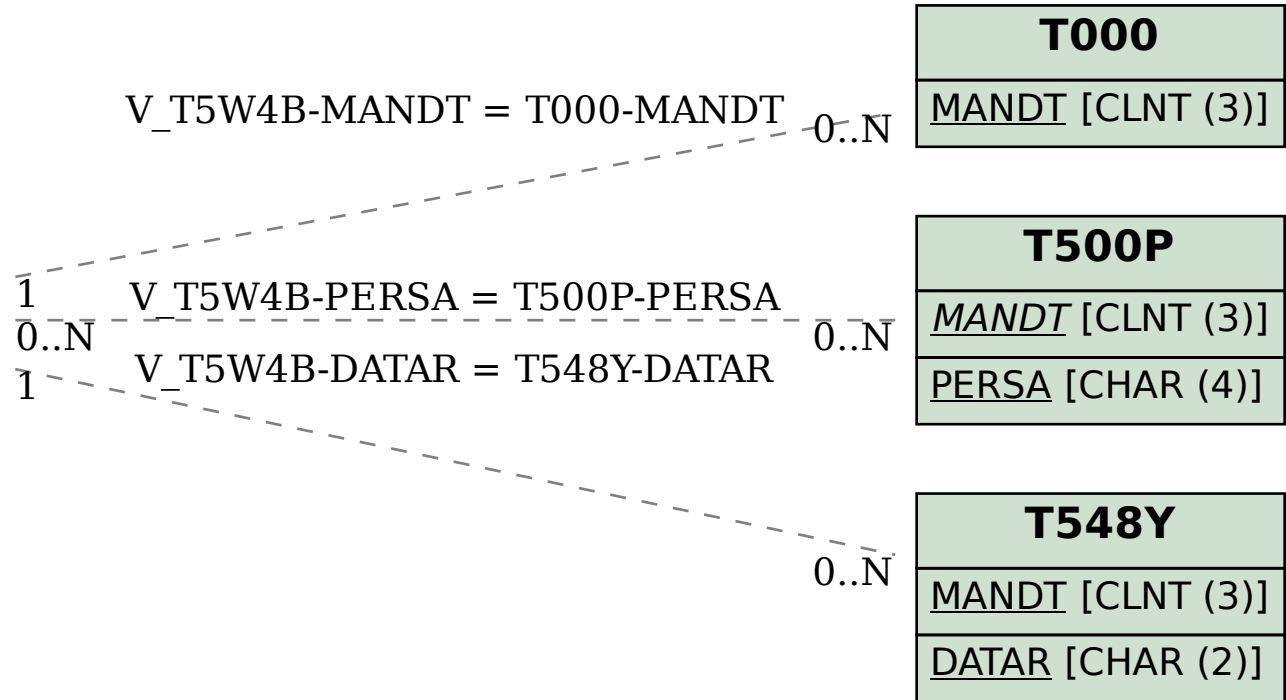 T000
V_T5W4B-MANDT = T000-MANDT
0..N
MANDT [CLNT (3)]
T500P
1
V_T5W4B-PERSA = T500P-PERSA
MANDT [CLNT (3)]
0..N
0..N
V_T5W4B-DATAR = T548Y-DATAR
1
PERSA [CHAR (4)]
T548Y
0..N
MANDT [CLNT (3)]
DATAR [CHAR (2)]